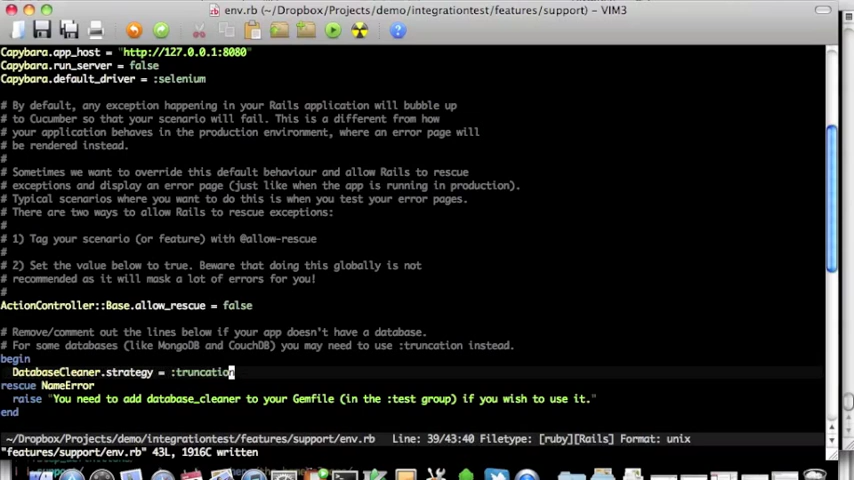 env.rb (~/Dropbox/Projects/demo/integrationtest/features/support) – VIM3
Capybara.app_host = "http://127.0.0.1:8080"
Capybara.run_server = false
Capybara.default_driver = :selenium
# By default, any exception happening in your Rails application will bubble up
# to Cucumber so that your scenario will fail. This is a different from how
# your application behaves in the production environment, where an error page will
# be rendered instead.
#
# Sometimes we want to override this default behaviour and allow Rails to rescue
# exceptions and display an error page (just like when the app is running in production).
# Typical scenarios where you want to do this is when you test your error pages.
# There are two ways to allow Rails to rescue exceptions:
#
# 1) Tag your scenario (or feature) with @allow-rescue
#
# 2) Set the value below to true. Beware that doing this globally is not
# recommended as it will mask a lot of errors for you!
#
ActionController::Base.allow_rescue = false
# Remove/comment out the lines below if your app doesn't have a database.
# For some databases (like MongoDB and CouchDB) you may need to use :truncation instead.
begin
DatabaseCleaner.strategy = :truncation
rescue NameError
raise "You need to add database_cleaner to your Gemfile (in the :test group) if you wish to use it."
end
~/Dropbox/Projects/demo/integrationtest/features/support/env.rb Line: 39/43:40 Filetype: [ruby][Rails] Format: unix
"features/support/env.rb" 43L, 1916C written